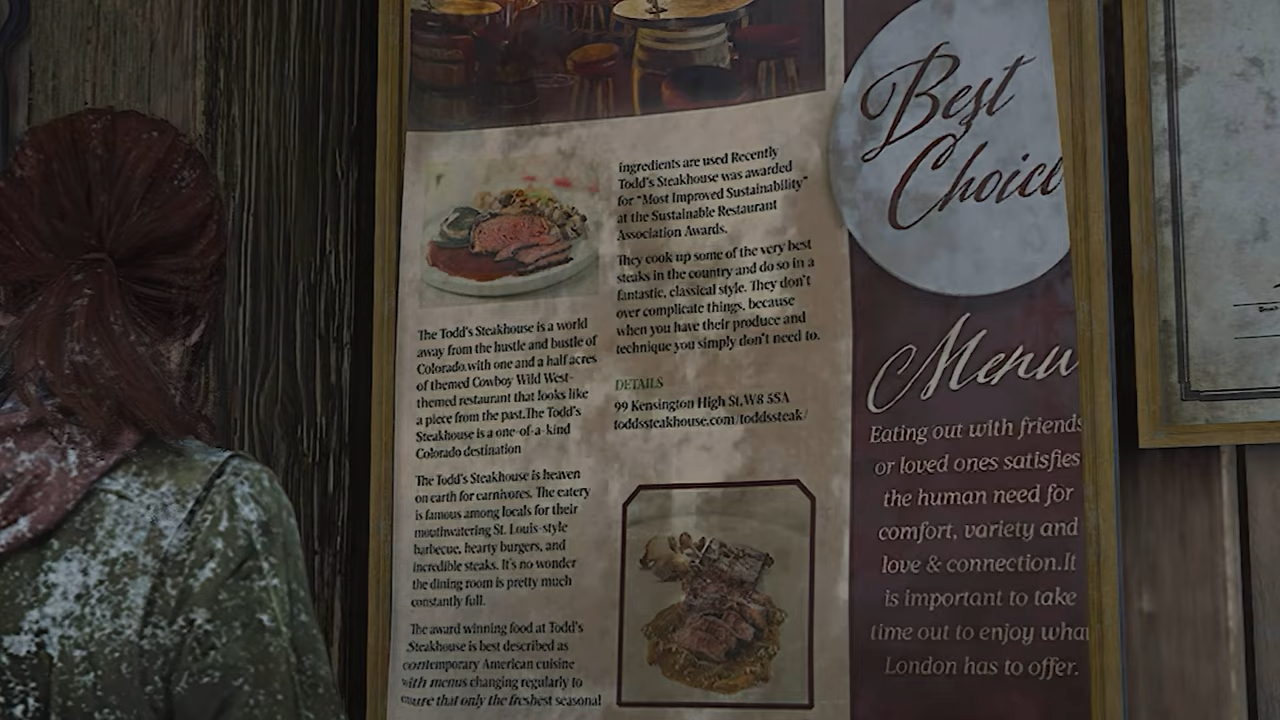 The Todd's Steakhouse is a world
away from the hustle and bustle of
Colorado.with one and a half acres
of themed Cowboy Wild West-
themed restaurant that looks like
a piece from the past.The Todd's
Steakhouse is a one-of-a-kind
Colorado destination
The Todd's Steakhouse is heaven
on earth for carnivores. The eatery
is famous among locals for their
mouthwatering St. Louis-style
barbecue, hearty burgers, and
incredible steaks. It's no wonder
the dining room is pretty much
constantly full.
The award winning food at Todd's
Steakhouse is best described as
contemporary American cuisine
with menus changing regularly to
that only the freshest seasonal
ingredients are used Recently
Todd's Steakhouse was awarded
for "Most Improved Sustainability"
at the Sustainable Restaurant
Association Awards.
They cook up some of the very best
steaks in the country and do so in a
fantastic, classical style. They don't
over complicate things, because
when you have their produce and
technique you simply don't need to.
DETAILS
99 Kensington High St,W8 5SA
toddssteakhouse.com/toddssteak/
Best
Choice
Menu
Eating out with friends
or loved ones satisfies
the human need for
comfort, variety and
love & connection.It
is important to take
time out to enjoy what
London has to offer.